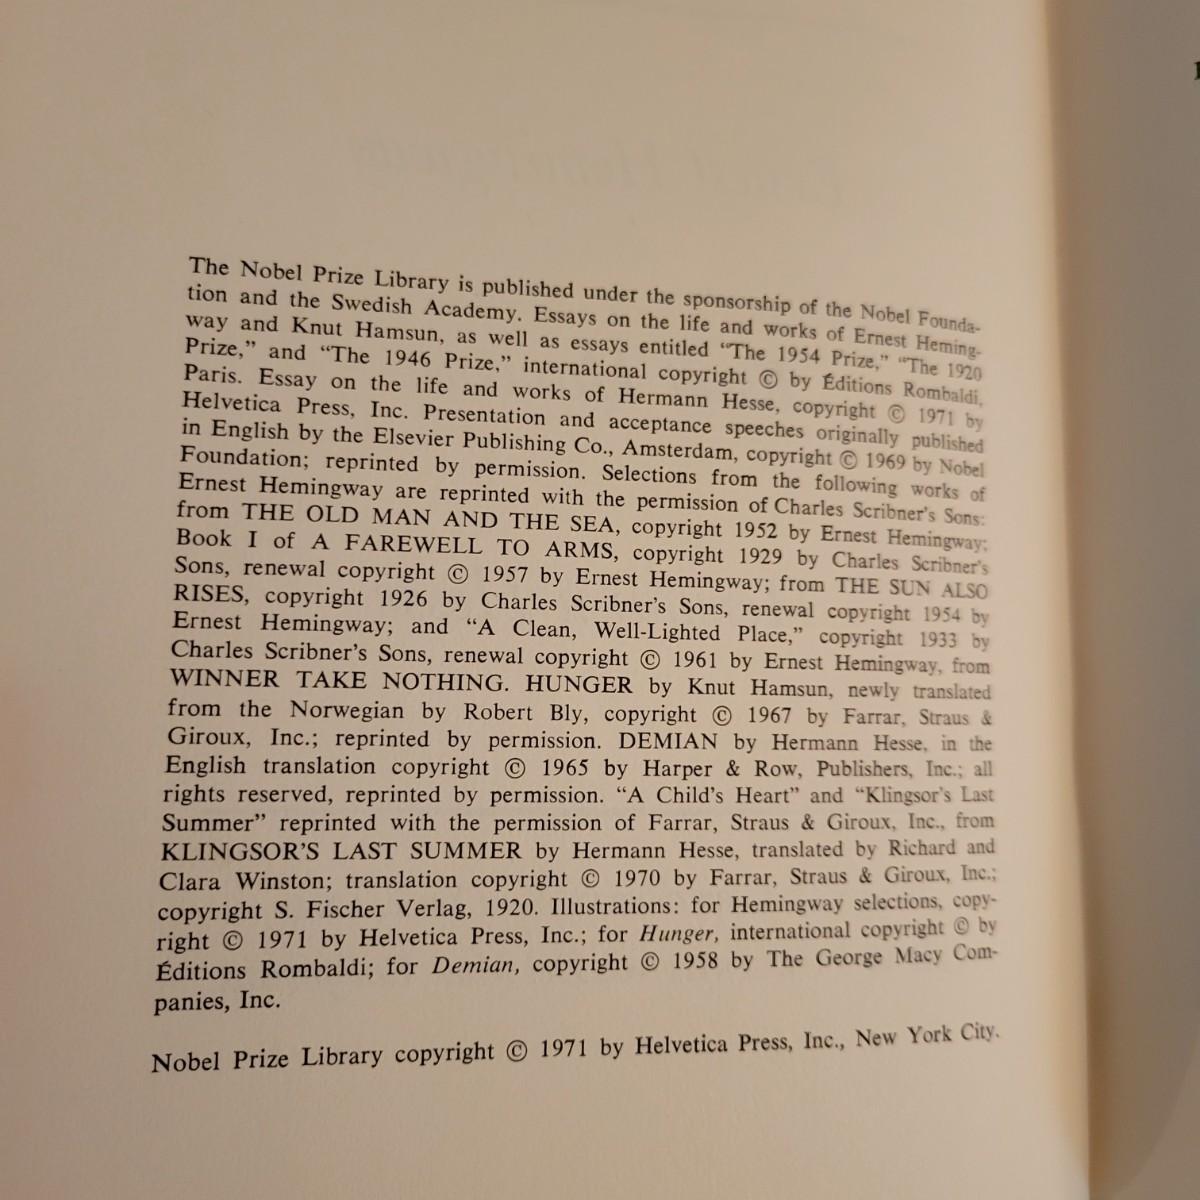 The Nobel Prize Library is published under the sponsorship of the Nobel Founda-
tion and the Swedish Academy. Essays on the life and works of Ernest Heming-
way and Knut Hamsun, as well as essays entitled “The 1954 Prize,” “The 1920
Prize,” and “The 1946 Prize,” international copyright © by Éditions Rombaldi,
Paris. Essay on the life and works of Hermann Hesse, copyright © 1971 by
Helvetica Press, Inc. Presentation and acceptance speeches originally published
in English by the Elsevier Publishing Co., Amsterdam, copyright © 1969 by Nobel
Foundation; reprinted by permission. Selections from the following works of
Ernest Hemingway are reprinted with the permission of Charles Scribner's Sons:
from THE OLD MAN AND THE SEA, copyright 1952 by Ernest Hemingway;
Book I of A FAREWELL TO ARMS, copyright 1929 by Charles Scribner's
Sons, renewal copyright © 1957 by Ernest Hemingway; from THE SUN ALSO
RISES, copyright 1926 by Charles Scribner's Sons, renewal copyright 1954 by
Ernest Hemingway; and “A Clean, Well-Lighted Place,” copyright 1933 by
Charles Scribner's Sons, renewal copyright © 1961 by Ernest Hemingway, from
WINNER TAKE NOTHING. HUNGER by Knut Hamsun, newly translated
from the Norwegian by Robert Bly, copyright © 1967 by Farrar, Straus &
Giroux, Inc.; reprinted by permission. DEMIAN by Hermann Hesse, in the
English translation copyright © 1965 by Harper & Row, Publishers, Inc.; all
rights reserved, reprinted by permission. “A Child's Heart” and “Klingsor's Last
Summer” reprinted with the permission of Farrar, Straus & Giroux, Inc., from
KLINGSOR'S LAST SUMMER by Hermann Hesse, translated by Richard and
Clara Winston; translation copyright © 1970 by Farrar, Straus & Giroux, Inc.;
copyright S. Fischer Verlag, 1920. Illustrations: for Hemingway selections, copy-
right © 1971 by Helvetica Press, Inc.; for Hunger, international copyright © by
Éditions Rombaldi; for Demian, copyright © 1958 by The George Macy Com-
panies, Inc.
Nobel Prize Library copyright © 1971 by Helvetica Press, Inc., New York City.